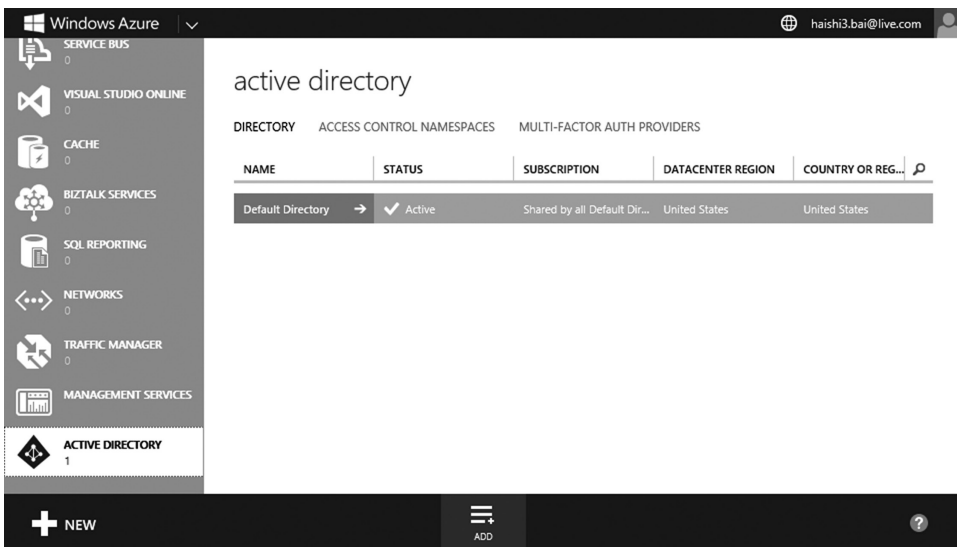 Windows Azure
haishi3.bai@live.com
SERVICE BUS
0
VISUAL STUDIO ONLINE
0
CACHE
0
BIZTALK SERVICES
0
SQL REPORTING
0
NETWORKS
0
TRAFFIC MANAGER
0
MANAGEMENT SERVICES
ACTIVE DIRECTORY
1
active directory
DIRECTORY ACCESS CONTROL NAMESPACES MULTI-FACTOR AUTH PROVIDERS
NAME STATUS SUBSCRIPTION DATACENTER REGION COUNTRY OR REG...
Default Directory → Active Shared by all Default Dir... United States United States
NEW
ADD
?